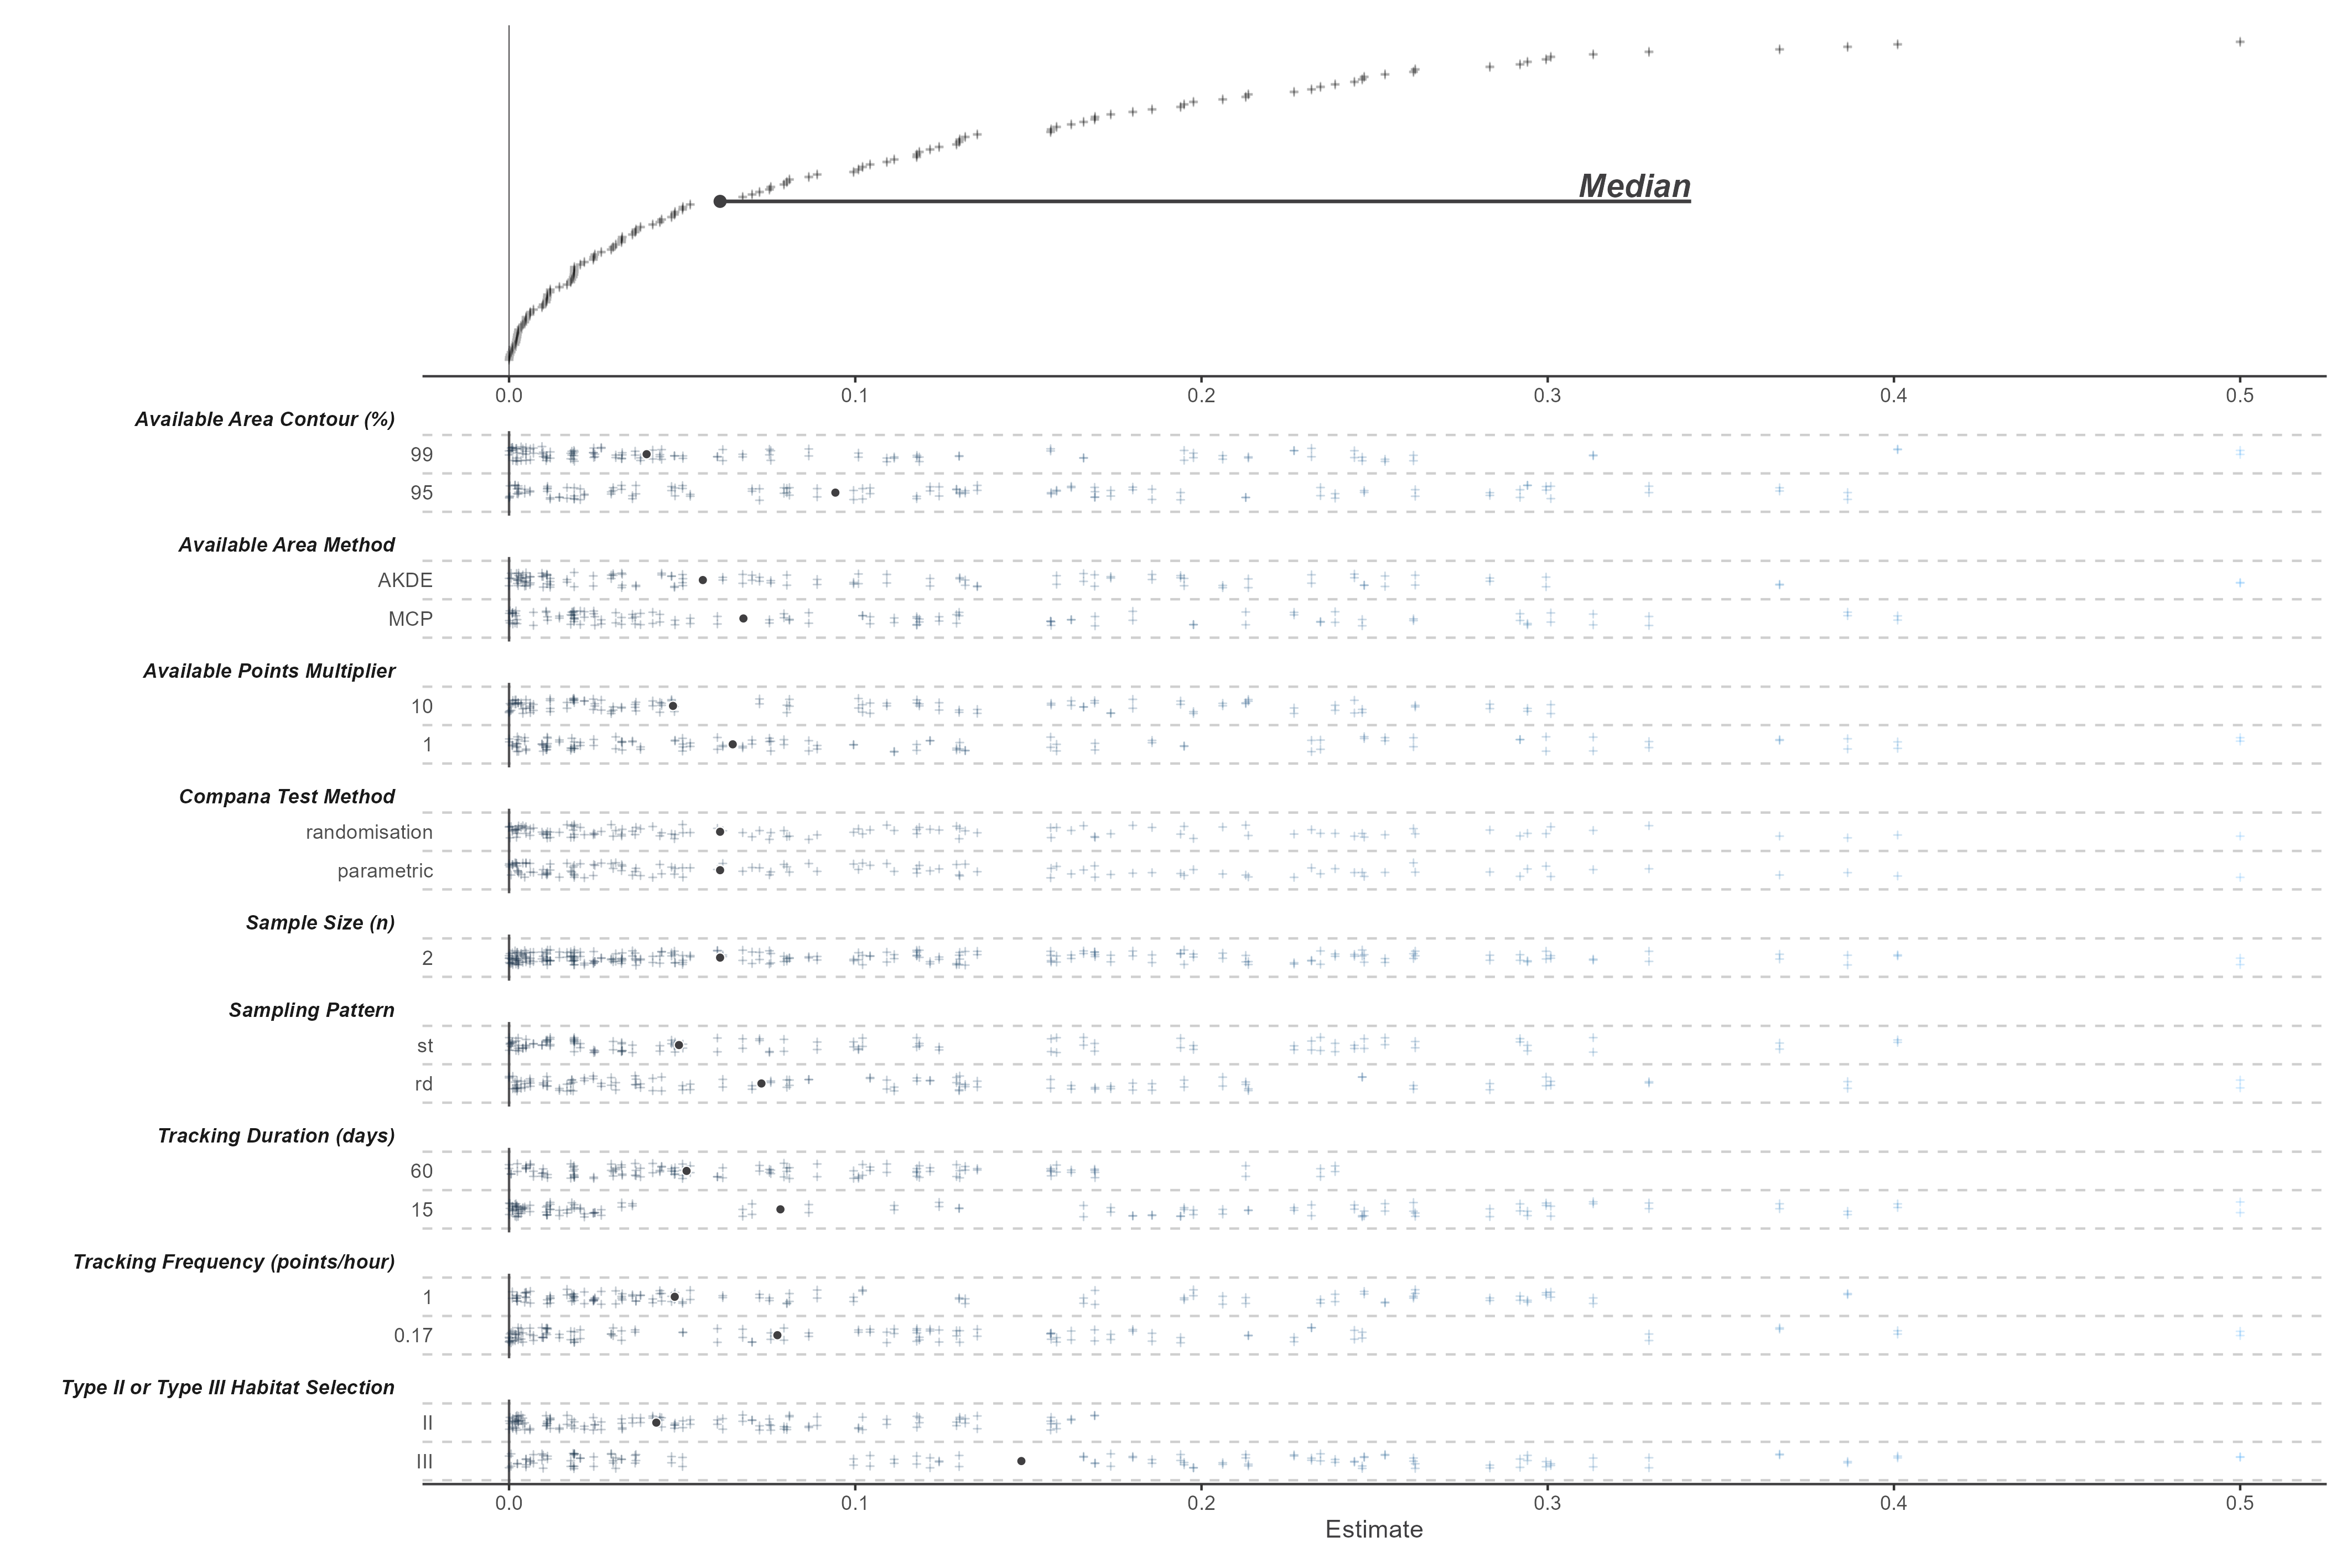 Median
0.0 0.1 0.2 0.3 0.4 0.5
Available Area Contour (%)
99
95
Available Area Method
AKDE
MCP
Available Points Multiplier
10
1
Compana Test Method
randomisation
parametric
Sample Size (n)
2
Sampling Pattern
st
rd
Tracking Duration (days)
60
15
Tracking Frequency (points/hour)
1
0.17
Type II or Type III Habitat Selection
II
III
0.0 0.1 0.2 0.3 0.4 0.5
Estimate